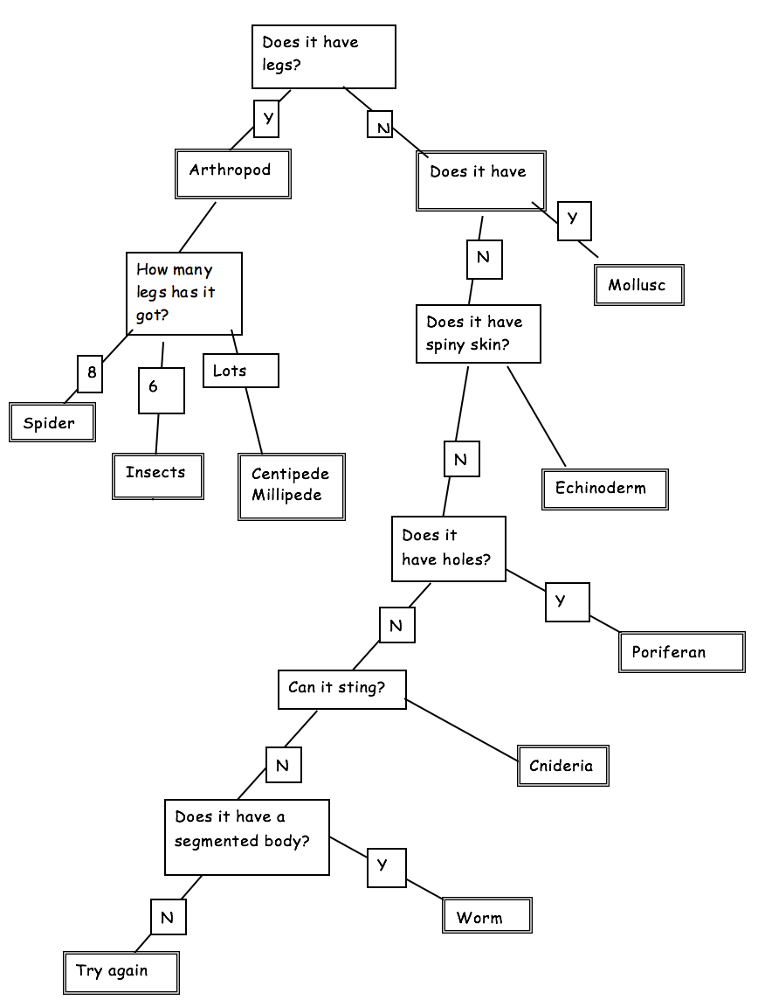 Does it have
legs?
Y
N
Arthropod
Does it have
Y
N
Mollusc
How many
legs has it
got?
Does it have
spiny skin?
8
6
Lots
Spider
Insects
Centipede
Millipede
N
Echinoderm
Does it
have holes?
Y
N
Poriferan
Can it sting?
N
Cnideria
Does it have a
segmented body?
Y
N
Worm
Try again